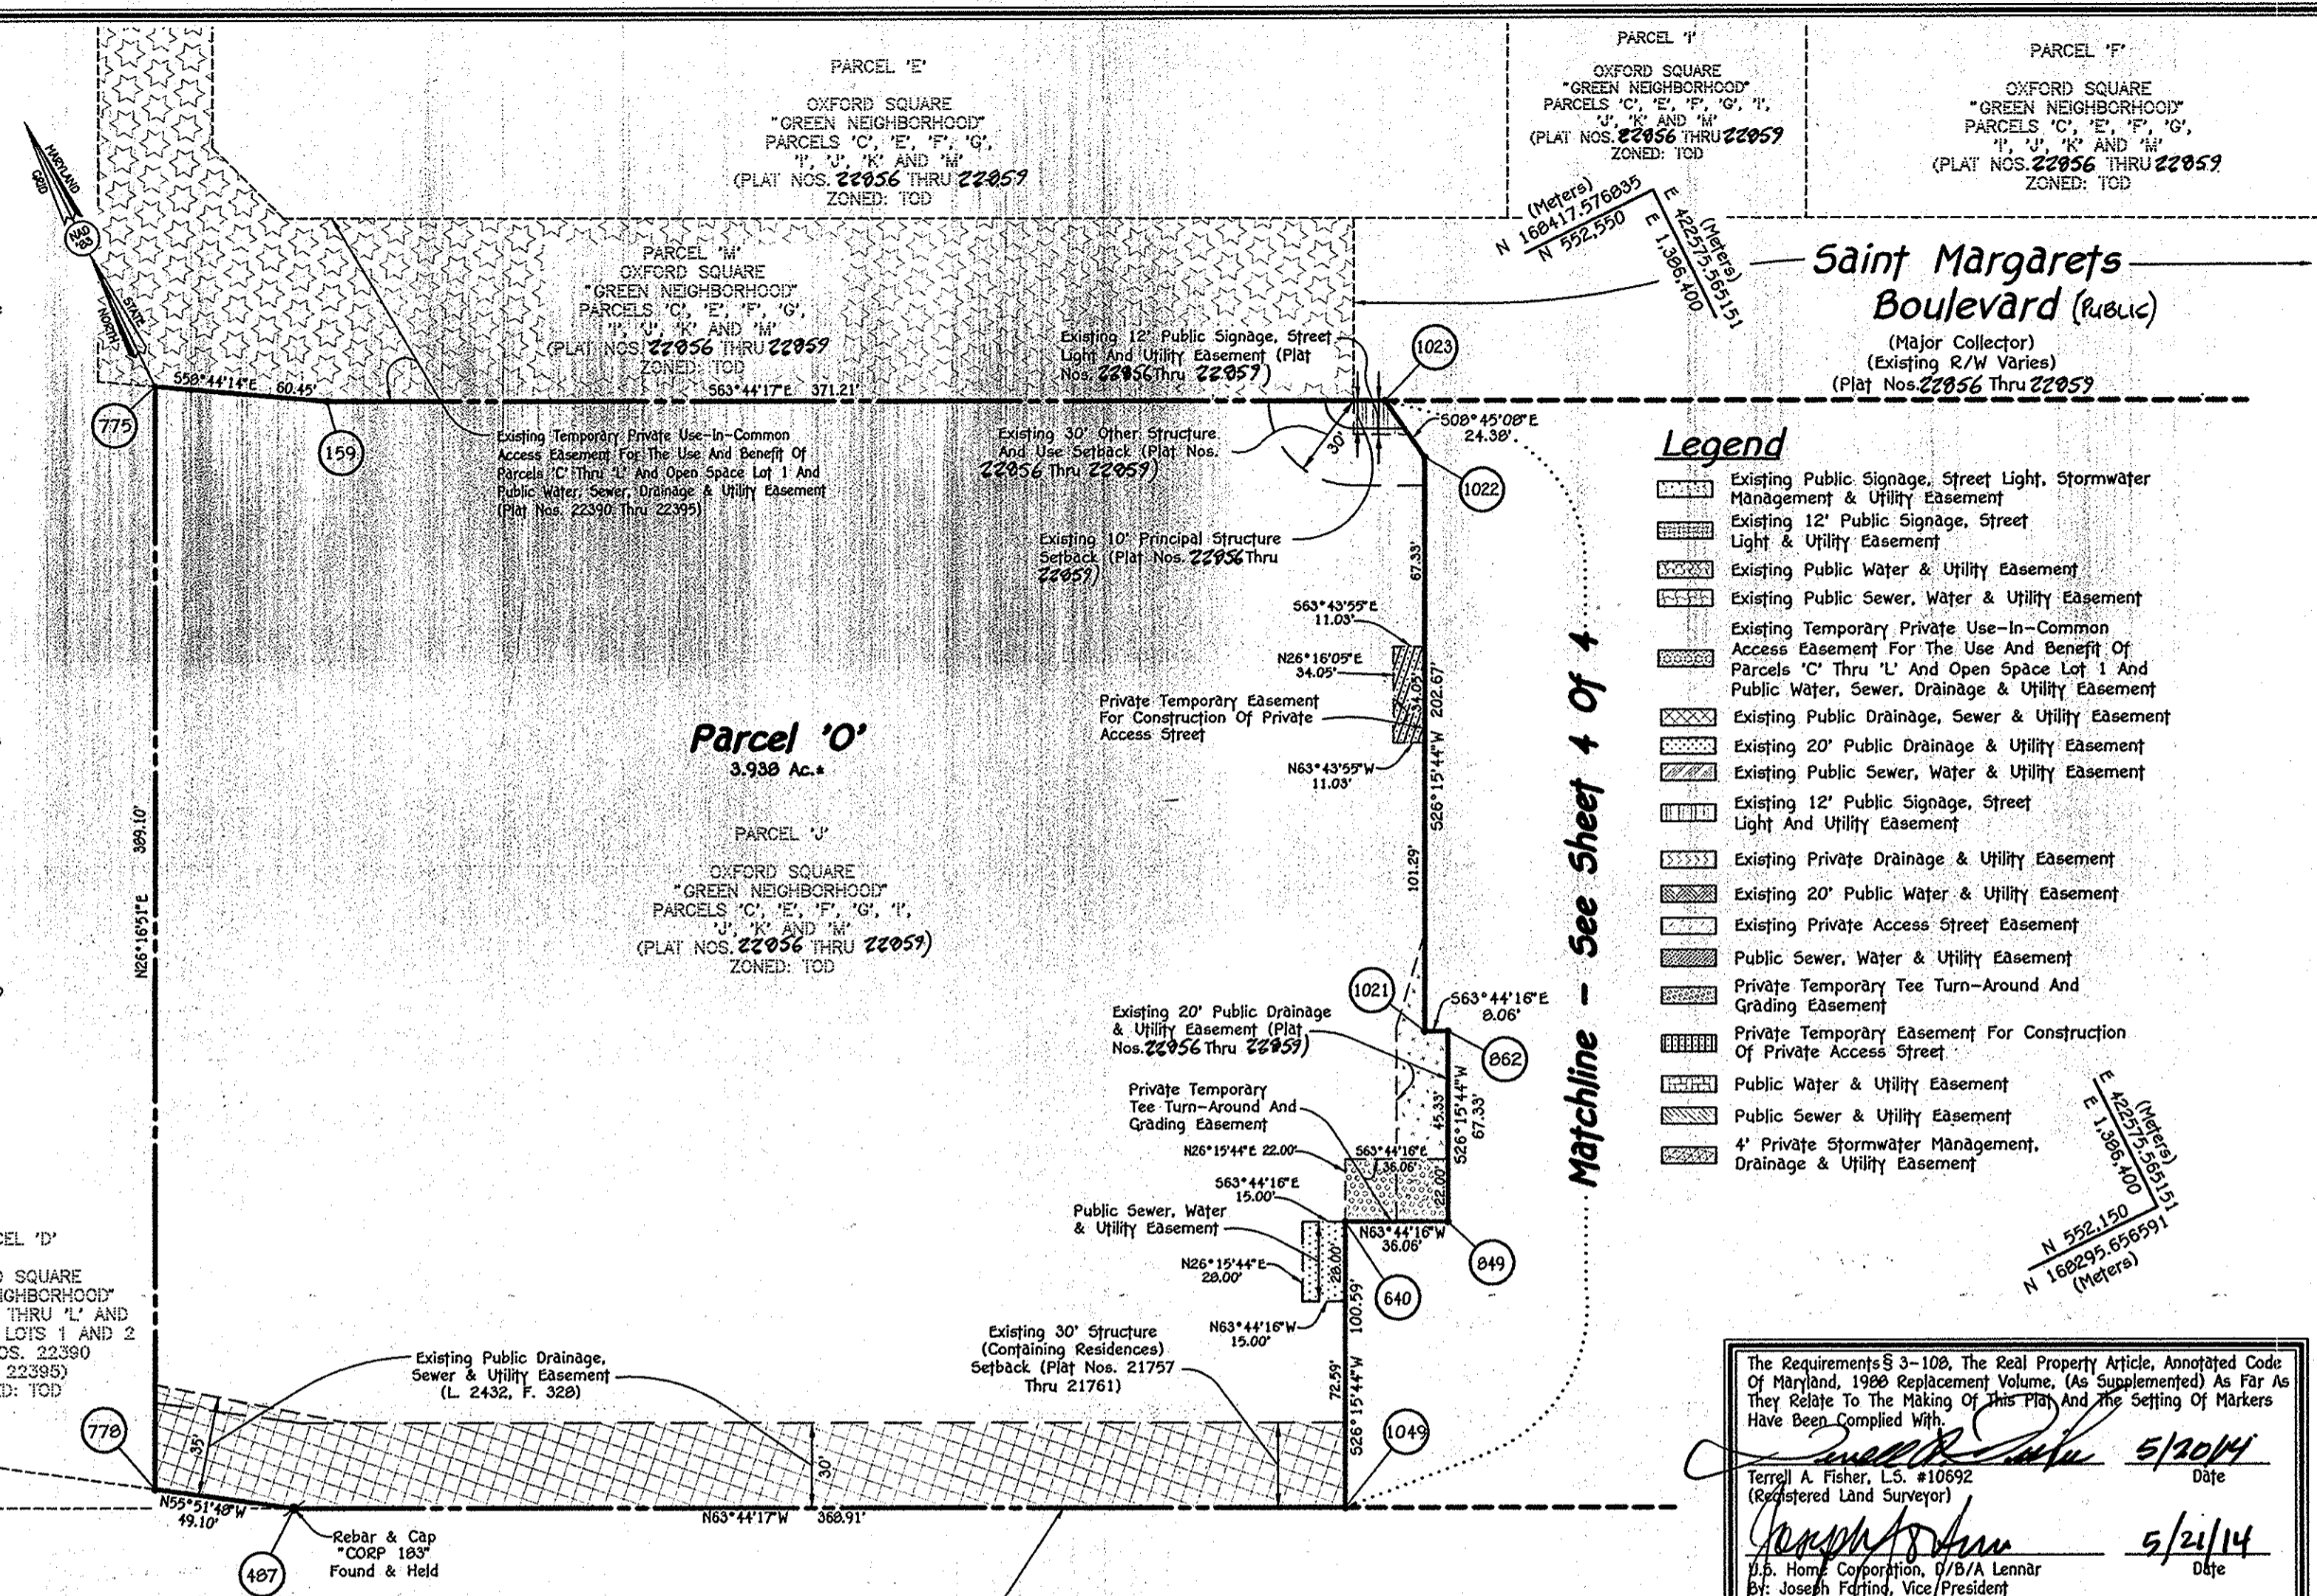 PARCEL 'E'
OXFORD SQUARE
"GREEN NEIGHBORHOOD"
PARCELS 'C', 'E', 'F', 'G',
'I', 'J', 'K' AND 'M'
(PLAT NOS. 22856 THRU 22859
ZONED: TOD
PARCEL 'I'
OXFORD SQUARE
"GREEN NEIGHBORHOOD"
PARCELS 'C', 'E', 'F', 'G', 'I',
'J', 'K' AND 'M'
(PLAT NOS. 22856 THRU 22859
ZONED: TOD
PARCEL 'F'
OXFORD SQUARE
"GREEN NEIGHBORHOOD"
PARCELS 'C', 'E', 'F', 'G',
'I', 'J', 'K' AND 'M'
(PLAT NOS. 22856 THRU 22859
ZONED: TOD
MARYLAND
GRID
NAD
'83
STATE
NORTH
PARCEL 'M'
OXFORD SQUARE
"GREEN NEIGHBORHOOD"
PARCELS 'C', 'E', 'F', 'G',
'I', 'J', 'K' AND 'M'
(PLAT NOS. 22856 THRU 22859
ZONED: TOD
(Meters)
N 168417.576835
N 552,550
(Meters)
E 422575.565151
E 1,386,400
Saint Margarets
Boulevard (PUBLIC)
(Major Collector)
(Existing R/W Varies)
(Plat Nos. 22856 Thru 22859
Existing 12' Public Signage, Street
Light And Utility Easement (Plat
Nos. 22856 Thru 22859)
1023
S58°44'14"E 60.45'
S63°44'17"E 371.21'
775
159
S08°45'08"E
24.38'
1022
30'
Existing Temporary Private Use-In-Common
Access Easement For The Use And Benefit Of
Parcels 'C' Thru 'L' And Open Space Lot 1 And
Public Water, Sewer, Drainage & Utility Easement
(Plat Nos. 22390 Thru 22395)
Existing 30' Other Structure
And Use Setback (Plat Nos.
22856 Thru 22859)
Existing 10' Principal Structure
Setback (Plat Nos. 22856 Thru
22859)
67.33'
S63°43'55"E
11.03'
N26°16'05"E
34.05'
34.05'
Private Temporary Easement
For Construction Of Private
Access Street
N63°43'55"W
11.03'
S26°15'44"W 202.67'
101.29'
Parcel 'O'
3.938 Ac.±
N26°16'51"E 389.10'
PARCEL 'J'
OXFORD SQUARE
"GREEN NEIGHBORHOOD"
PARCELS 'C', 'E', 'F', 'G', 'I',
'J', 'K' AND 'M'
(PLAT NOS. 22856 THRU 22859)
ZONED: TOD
1021
S63°44'16"E
8.06'
862
Existing 20' Public Drainage
& Utility Easement (Plat
Nos. 22856 Thru 22859)
Private Temporary
Tee Turn-Around And
Grading Easement
45.33'
S26°15'44"W
67.33'
N26°15'44"E 22.00'
S63°44'16"E
36.06'
22.00'
S63°44'16"E
15.00'
Public Sewer, Water
& Utility Easement
N63°44'16"W
36.06'
849
N26°15'44"E
28.00'
28.00'
640
N63°44'16"W
15.00'
S26°15'44"W 100.59'
72.59'
Existing 30' Structure
(Containing Residences)
Setback (Plat Nos. 21757
Thru 21761)
1049
Existing Public Drainage,
Sewer & Utility Easement
(L. 2432, F. 328)
35'
30'
778
N55°51'48"W
49.10'
N63°44'17"W 368.91'
Rebar & Cap
"CORP 183"
Found & Held
487
CEL 'D'
SQUARE
IGHBORHOOD"
THRU 'L' AND
LOTS 1 AND 2
OS. 22390
22395)
D: TOD
Matchline - See Sheet 4 Of 4
Legend
Existing Public Signage, Street Light, Stormwater
Management & Utility Easement
Existing 12' Public Signage, Street
Light & Utility Easement
Existing Public Water & Utility Easement
Existing Public Sewer, Water & Utility Easement
Existing Temporary Private Use-In-Common
Access Easement For The Use And Benefit Of
Parcels 'C' Thru 'L' And Open Space Lot 1 And
Public Water, Sewer, Drainage & Utility Easement
Existing Public Drainage, Sewer & Utility Easement
Existing 20' Public Drainage & Utility Easement
Existing Public Sewer, Water & Utility Easement
Existing 12' Public Signage, Street
Light And Utility Easement
Existing Private Drainage & Utility Easement
Existing 20' Public Water & Utility Easement
Existing Private Access Street Easement
Public Sewer, Water & Utility Easement
Private Temporary Tee Turn-Around And
Grading Easement
Private Temporary Easement For Construction
Of Private Access Street
Public Water & Utility Easement
Public Sewer & Utility Easement
4' Private Stormwater Management,
Drainage & Utility Easement
(Meters)
E 422575.565151
E 1,386,400
N 552,150
N 168295.656591
(Meters)
The Requirements § 3-108, The Real Property Article, Annotated Code
Of Maryland, 1988 Replacement Volume, (As Supplemented) As Far As
They Relate To The Making Of This Plat And The Setting Of Markers
Have Been Complied With.
5/20/14
Terrell A. Fisher, L.S. #10692
Date
(Registered Land Surveyor)
5/21/14
U.S. Home Corporation, D/B/A Lennar
Date
By: Joseph Fortino, Vice President